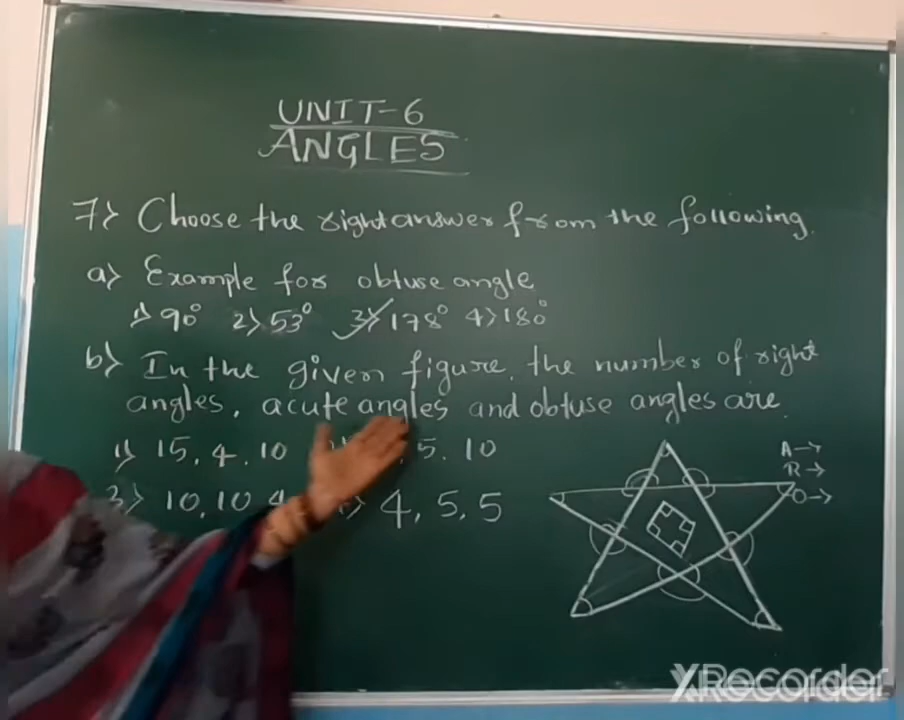 UNIT-6
ANGLES
7> Choose the right answer from the following.
a> Example for obtuse angle
1> 90° 2> 53° 3> 178° 4> 180°
b> In the given figure, the number of right
angles, acute angles and obtuse angles are.
1> 15, 4, 10 5. 10
3> 10, 10 4, 5, 5
A→
R→
O→
XRecorder